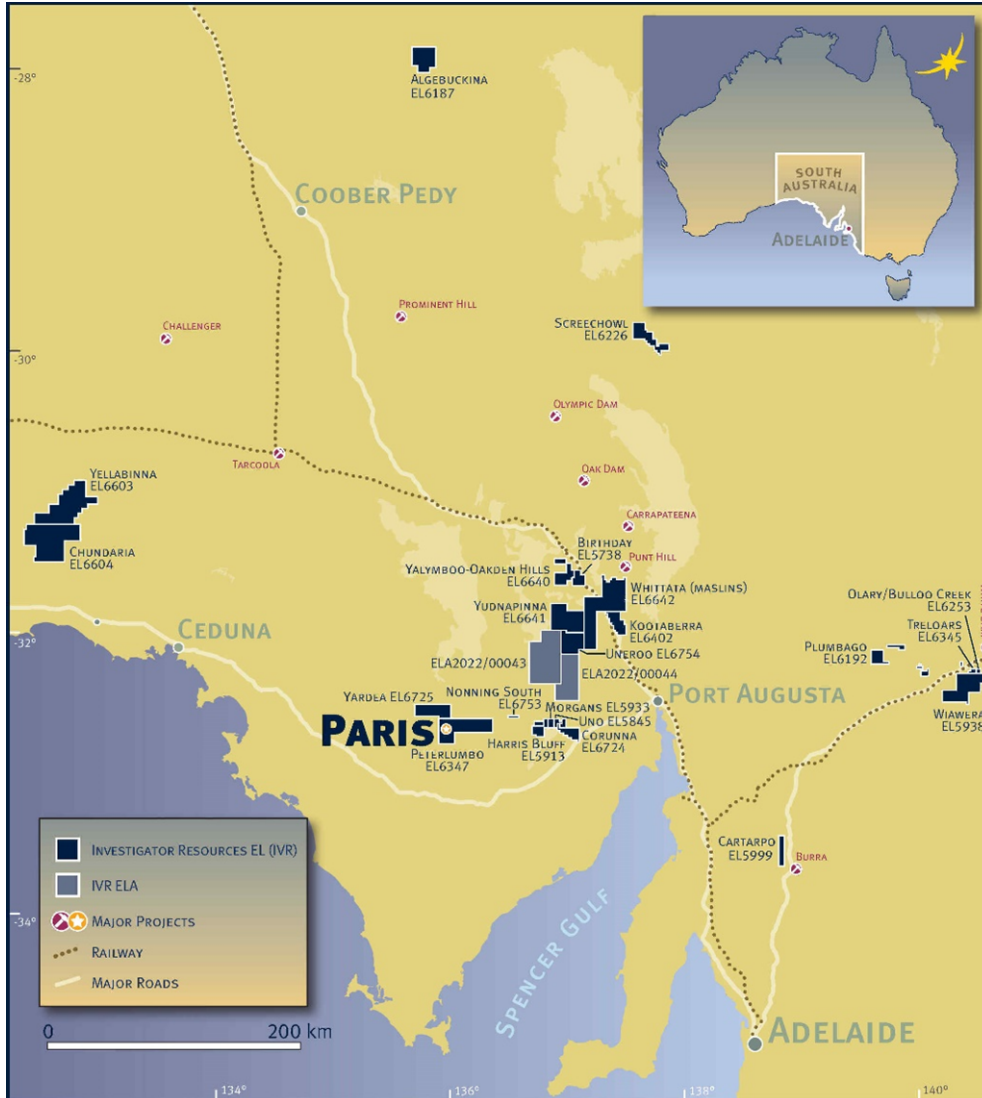 -28°
ALGEBUCKINA
EL6187
SOUTH
AUSTRALIA
ADELAIDE
COOBER PEDY
PROMINENT HILL
CHALLENGER
SCREECHOWL
EL6226
-30°
OLYMPIC DAM
TARCOOLA
OAK DAM
YELLABINNA
EL6603
CARRAPATEENA
BIRTHDAY
EL5738
CHUNDARIA
EL6604
PUNT HILL
YALYMBOO-OAKDEN HILLS
EL6640
WHITTATA (MASLINS)
EL6642
OLARY/BULLOO CREEK
EL6253
YUDNAPINNA
EL6641
KOOTABERRA
EL6402
TRELOARS
EL6345
-32°
CEDUNA
PLUMBAGO
EL6192
UNEROO EL6754
ELA2022/00043
ELA2022/00044
PORT AUGUSTA
YARDEA EL6725
NONNING SOUTH
EL6753
MORGANS EL5933
UNO EL5845
WIAWERA
EL5938
PARIS
PETERLUMBO
EL6347
HARRIS BLUFF
EL5913
CORUNNA
EL6724
CARTARPO
EL5999
BURRA
INVESTIGATOR RESOURCES EL (IVR)
IVR ELA
MAJOR PROJECTS
RAILWAY
MAJOR ROADS
-34°
SPENCER GULF
0 200 km
ADELAIDE
134° 136° 138° 140°